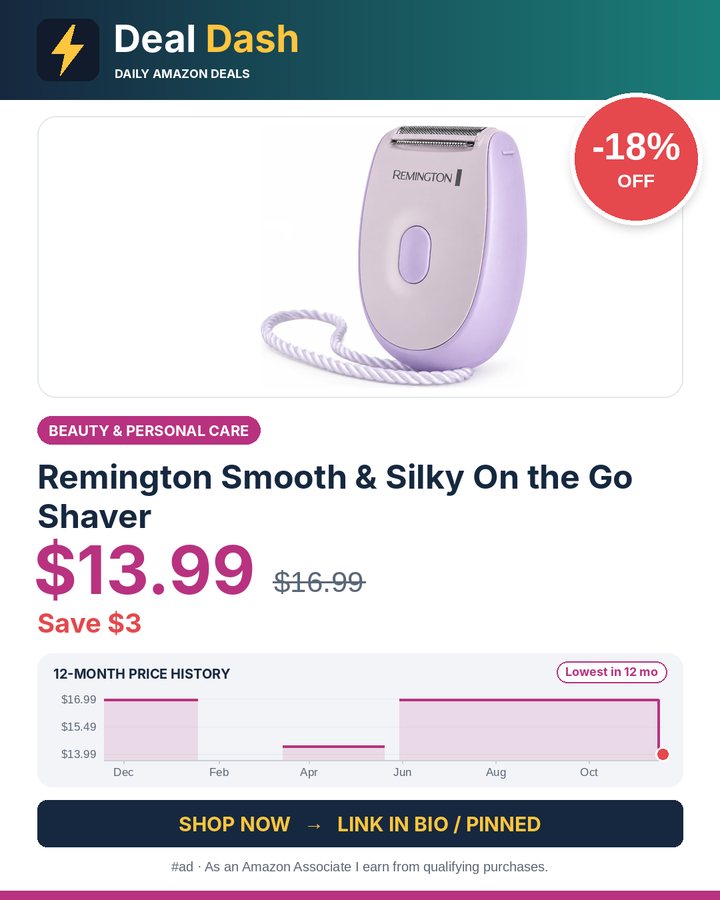 Deal Dash
DAILY AMAZON DEALS
-18%
OFF
REMINGTON
BEAUTY & PERSONAL CARE
Remington Smooth & Silky On the Go
Shaver
$13.99 $16.99
Save $3
12-MONTH PRICE HISTORY
Lowest in 12 mo
$16.99
$15.49
$13.99
Dec Feb Apr Jun Aug Oct
SHOP NOW → LINK IN BIO / PINNED
#ad · As an Amazon Associate I earn from qualifying purchases.